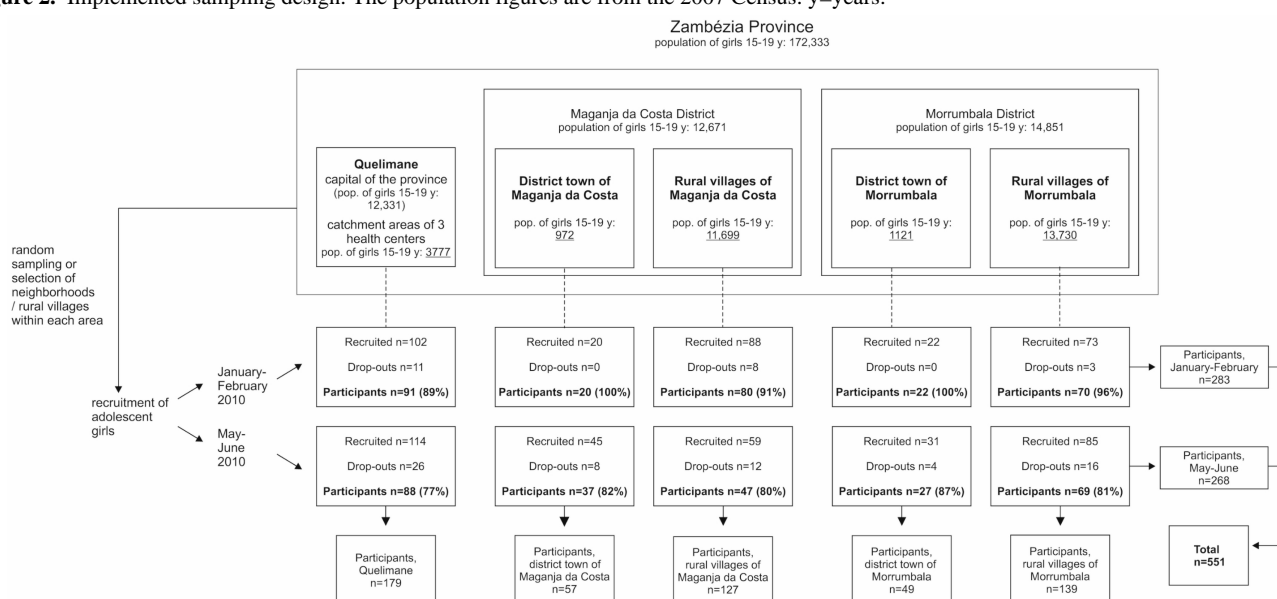 Figure 2. Implemented sampling design. The population figures are from the 2007 Census. y=years.
Zambézia Province
population of girls 15-19 y: 172,333
Maganja da Costa District
population of girls 15-19 y: 12,671
Morrumbala District
population of girls 15-19 y: 14,851
Quelimane
capital of the province
(pop. of girls 15-19 y:
12,331)
catchment areas of 3
health centers
pop. of girls 15-19 y: 3777
District town of
Maganja da Costa
pop. of girls 15-19 y:
972
Rural villages of
Maganja da Costa
pop. of girls 15-19 y:
11,699
District town of
Morrumbala
pop. of girls 15-19 y:
1121
Rural villages of
Morrumbala
pop. of girls 15-19 y:
13,730
random
sampling or
selection of
neighborhoods
/ rural villages
within each area
recruitment of
adolescent
girls
January-
February
2010
Recruited n=102
Drop-outs n=11
Participants n=91 (89%)
Recruited n=20
Drop-outs n=0
Participants n=20 (100%)
Recruited n=88
Drop-outs n=8
Participants n=80 (91%)
Recruited n=22
Drop-outs n=0
Participants n=22 (100%)
Recruited n=73
Drop-outs n=3
Participants n=70 (96%)
Participants,
January-February
n=283
May-
June
2010
Recruited n=114
Drop-outs n=26
Participants n=88 (77%)
Recruited n=45
Drop-outs n=8
Participants n=37 (82%)
Recruited n=59
Drop-outs n=12
Participants n=47 (80%)
Recruited n=31
Drop-outs n=4
Participants n=27 (87%)
Recruited n=85
Drop-outs n=16
Participants n=69 (81%)
Participants,
May-June
n=268
Participants,
Quelimane
n=179
Participants,
district town of
Maganja da Costa
n=57
Participants,
rural villages of
Maganja da Costa
n=127
Participants,
district town of
Morrumbala
n=49
Participants,
rural villages of
Morrumbala
n=139
Total
n=551